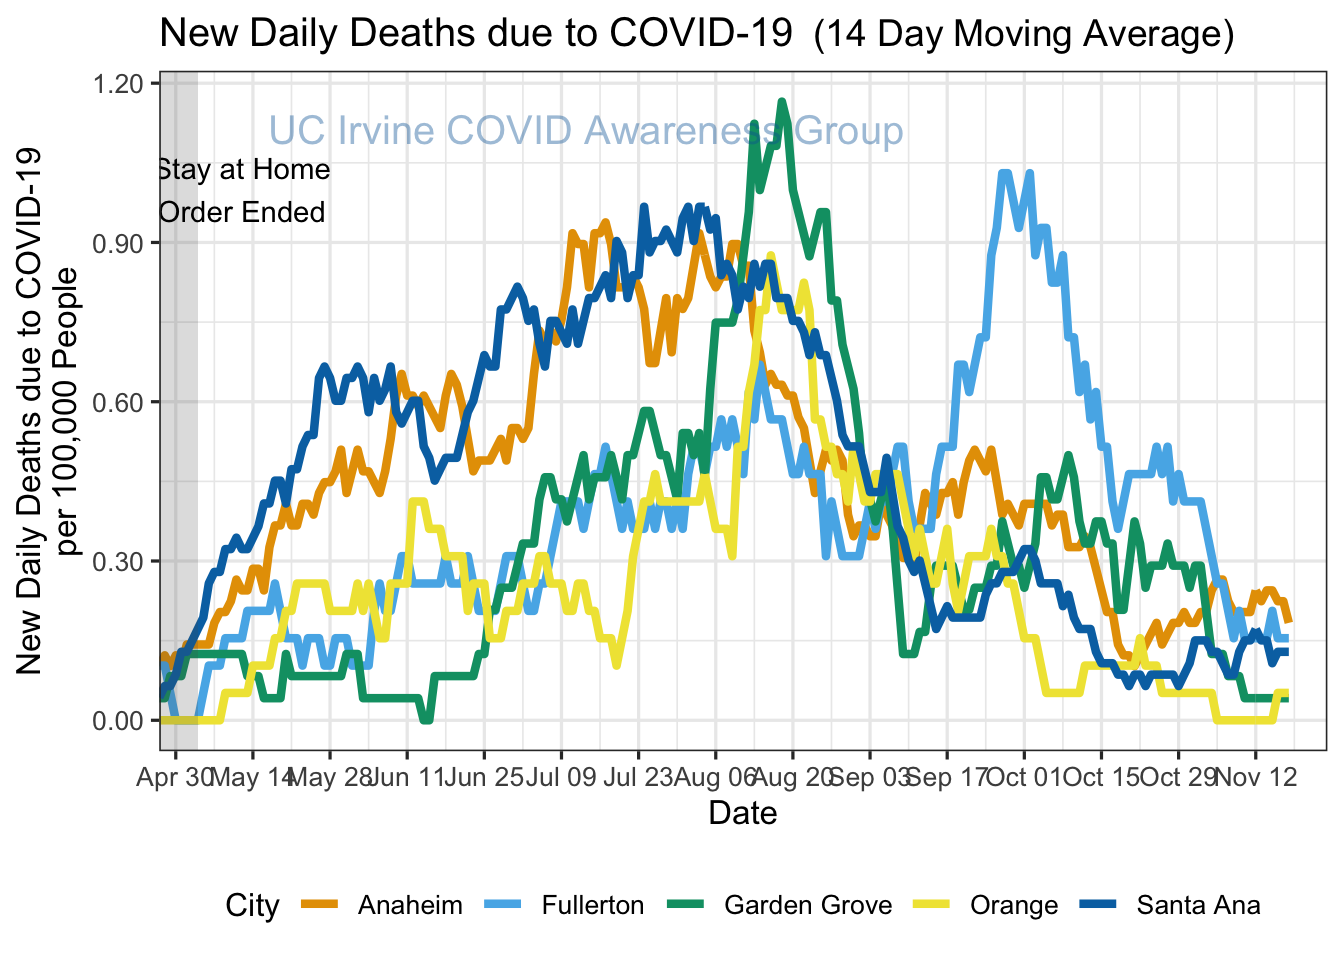 New Daily Deaths due to COVID-19 (14 Day Moving Average)
UC Irvine COVID Awareness Group
Stay at Home
Order Ended
New Daily Deaths due to COVID-19
per 100,000 People
1.20
0.90
0.60
0.30
0.00
Apr 30 May 14 May 28 Jun 11 Jun 25 Jul 09 Jul 23 Aug 06 Aug 20 Sep 03 Sep 17 Oct 01 Oct 15 Oct 29 Nov 12
Date
City Anaheim Fullerton Garden Grove Orange Santa Ana